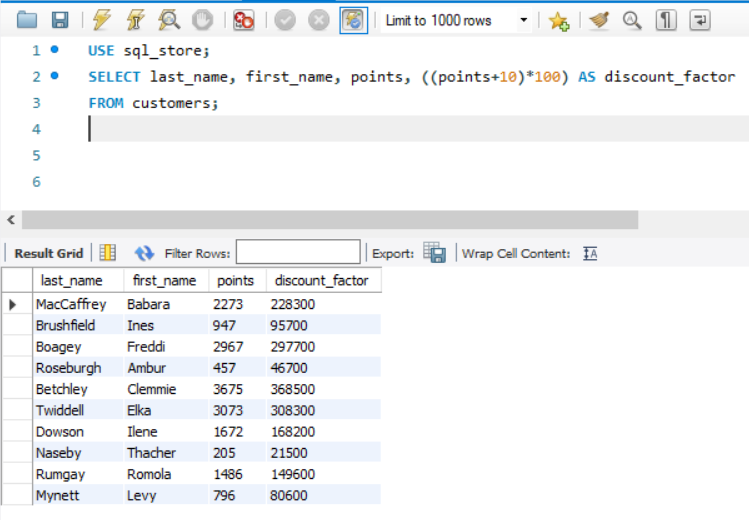 Limit to 1000 rows
1 USE sql_store;
2 SELECT last_name, first_name, points, ((points+10)*100) AS discount_factor
3 FROM customers;
4
5
6
Result Grid Filter Rows: Export: Wrap Cell Content:
last_name first_name points discount_factor
MacCaffrey Babara 2273 228300
Brushfield Ines 947 95700
Boagey Freddi 2967 297700
Roseburgh Ambur 457 46700
Betchley Clemmie 3675 368500
Twiddell Elka 3073 308300
Dowson Ilene 1672 168200
Naseby Thacher 205 21500
Rumgay Romola 1486 149600
Mynett Levy 796 80600